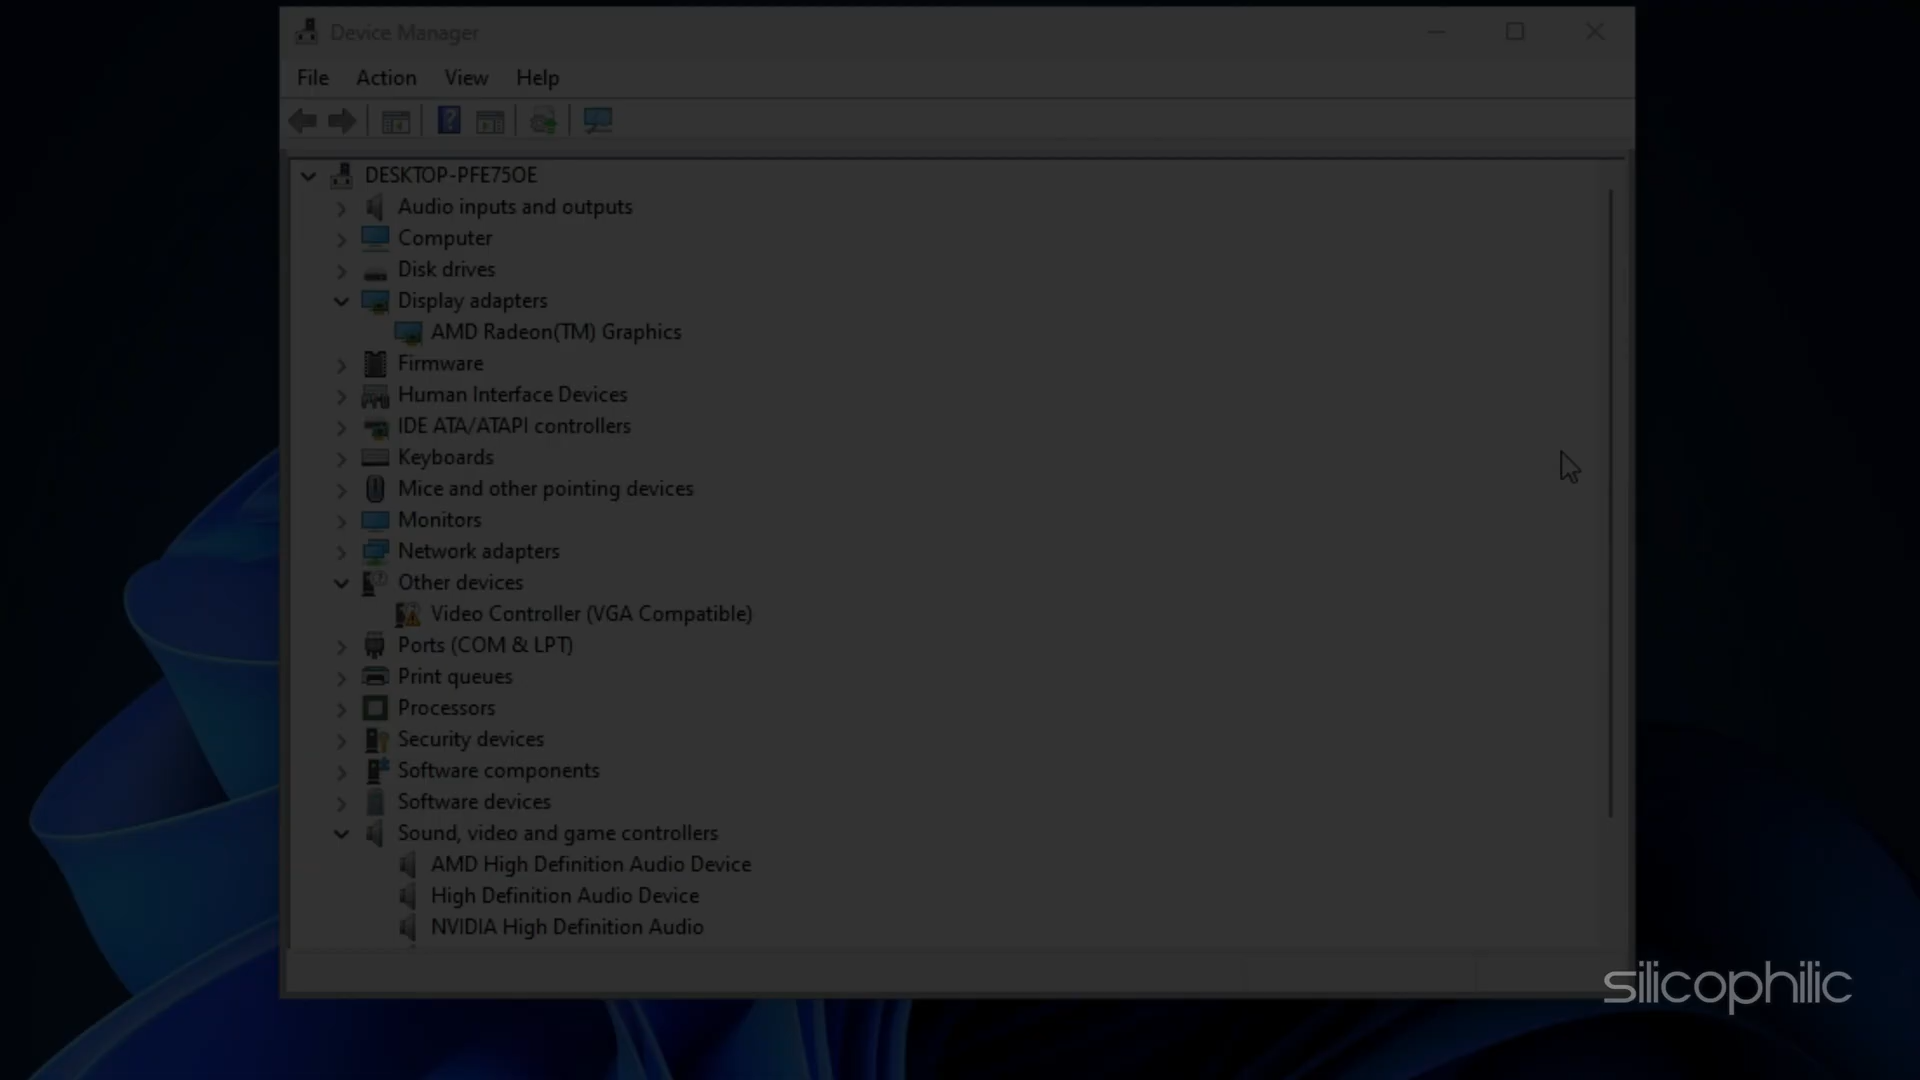 Device Manager
File Action View Help
DESKTOP-PFE75OE
Audio inputs and outputs
Computer
Disk drives
Display adapters
AMD Radeon(TM) Graphics
Firmware
Human Interface Devices
IDE ATA/ATAPI controllers
Keyboards
Mice and other pointing devices
Monitors
Network adapters
Other devices
Video Controller (VGA Compatible)
Ports (COM & LPT)
Print queues
Processors
Security devices
Software components
Software devices
Sound, video and game controllers
AMD High Definition Audio Device
High Definition Audio Device
NVIDIA High Definition Audio
silicophilic